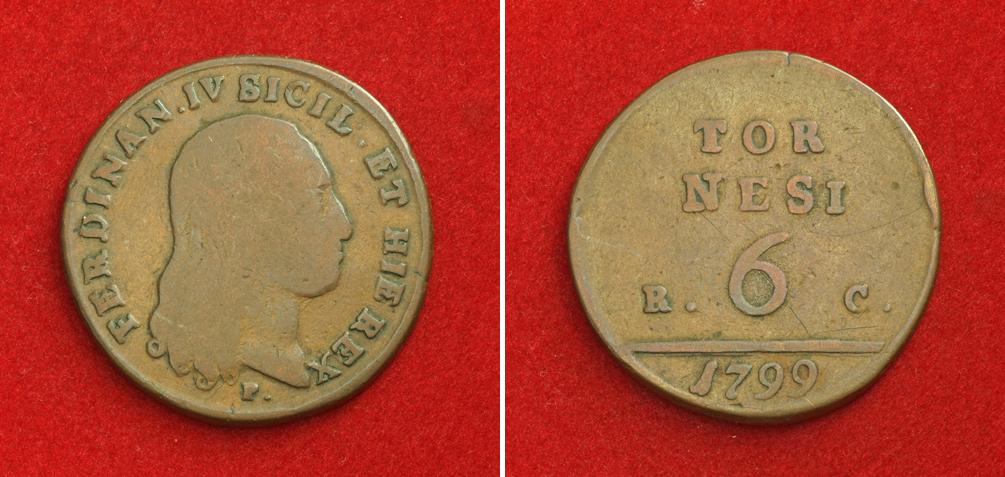 FERDINAN. IV SICIL. ET HIE REX
P.
TOR
NESI
6
R. C.
1799